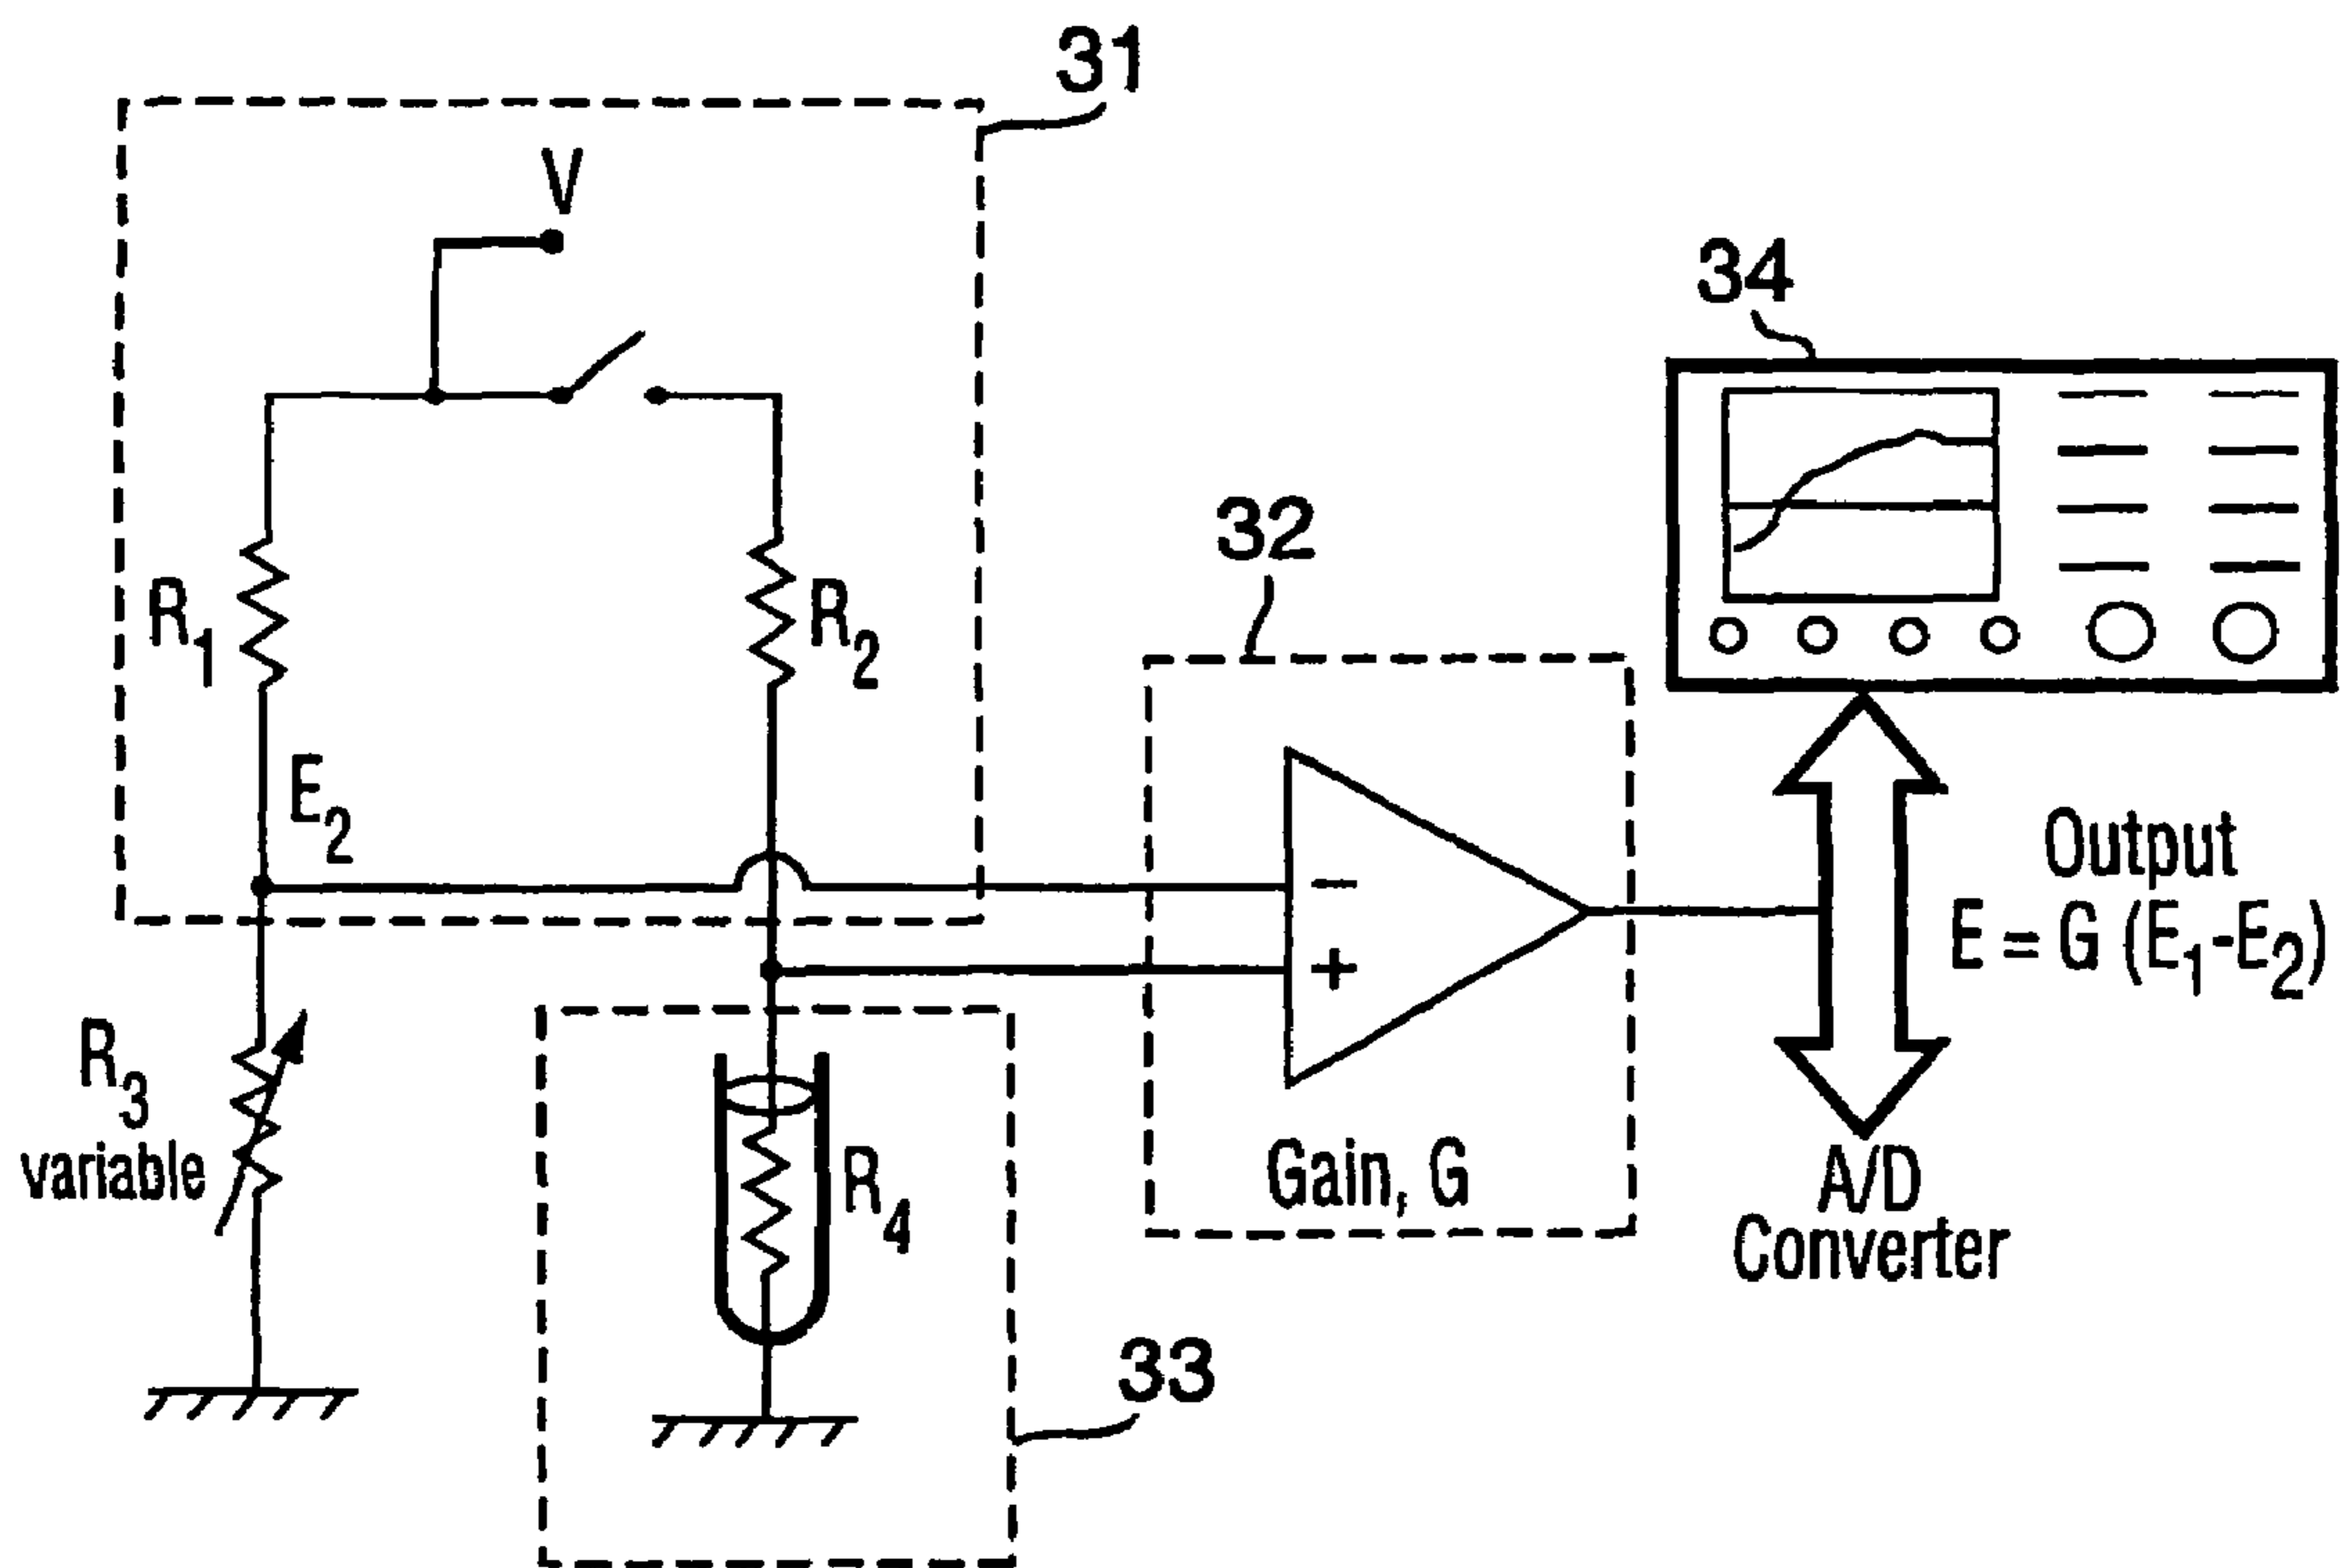 31
V
34
R1
R2
32
E2
−
+
Output
E = G (E1-E2)
R3
variable
R4
Gain, G
A/D
Converter
33